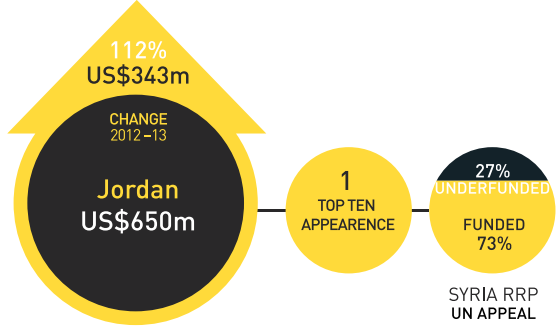 112%
US$343m
CHANGE
2012–13
Jordan
US$650m
1
TOP TEN
APPEARENCE
27%
UNDERFUNDED
FUNDED
73%
SYRIA RRP
UN APPEAL